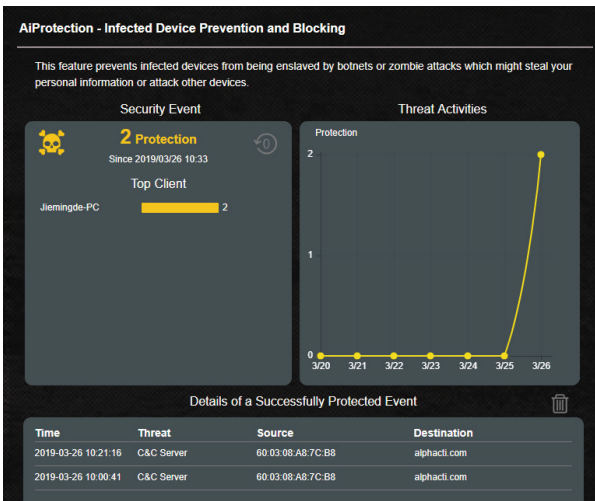 AiProtection - Infected Device Prevention and Blocking
This feature prevents infected devices from being enslaved by botnets or zombie attacks which might steal your
personal information or attack other devices.
Security Event
2 Protection
0
Since 2019/03/26 10:33
Top Client
Jiemingde-PC 2
Threat Activities
Protection
2
1
0
3/20 3/21 3/22 3/23 3/24 3/25 3/26
Details of a Successfully Protected Event
Time Threat Source Destination
2019-03-26 10:21:16 C&C Server 60:03:08:A8:7C:B8 alphacti.com
2019-03-26 10:00:41 C&C Server 60:03:08:A8:7C:B8 alphacti.com